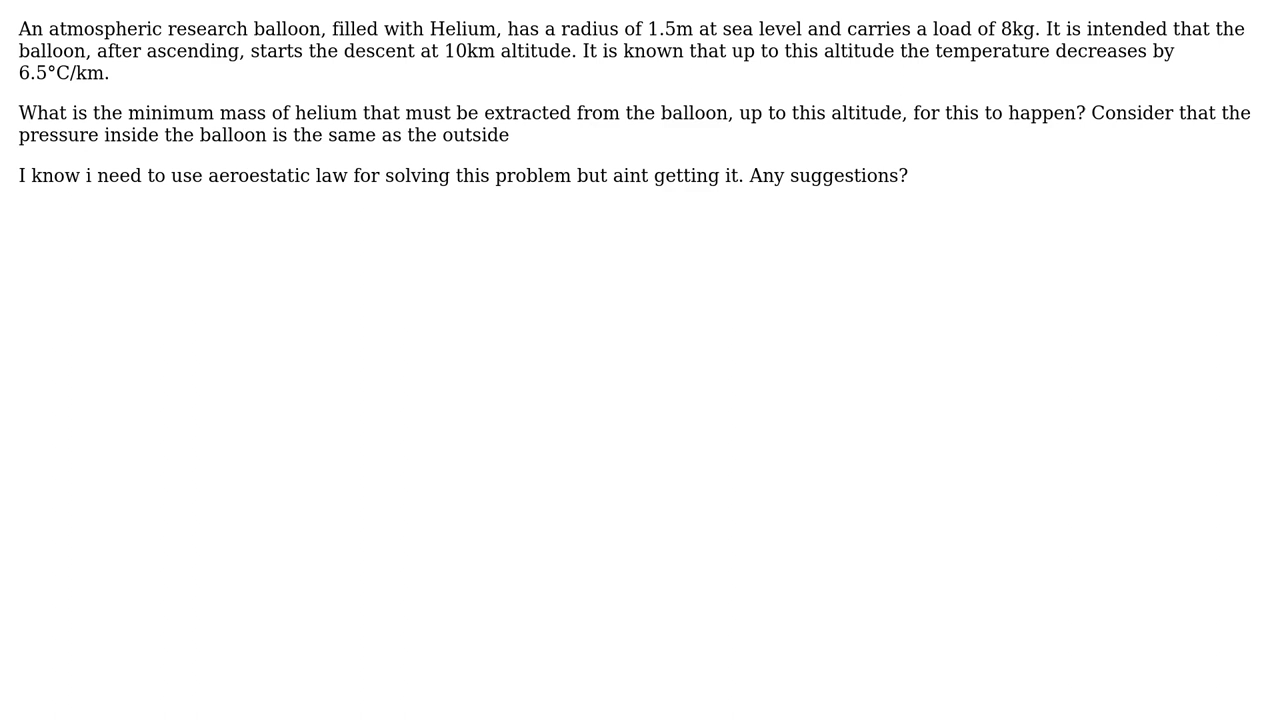 An atmospheric research balloon, filled with Helium, has a radius of 1.5m at sea level and carries a load of 8kg. It is intended that the
balloon, after ascending, starts the descent at 10km altitude. It is known that up to this altitude the temperature decreases by
6.5°C/km.
What is the minimum mass of helium that must be extracted from the balloon, up to this altitude, for this to happen? Consider that the
pressure inside the balloon is the same as the outside
I know i need to use aeroestatic law for solving this problem but aint getting it. Any suggestions?